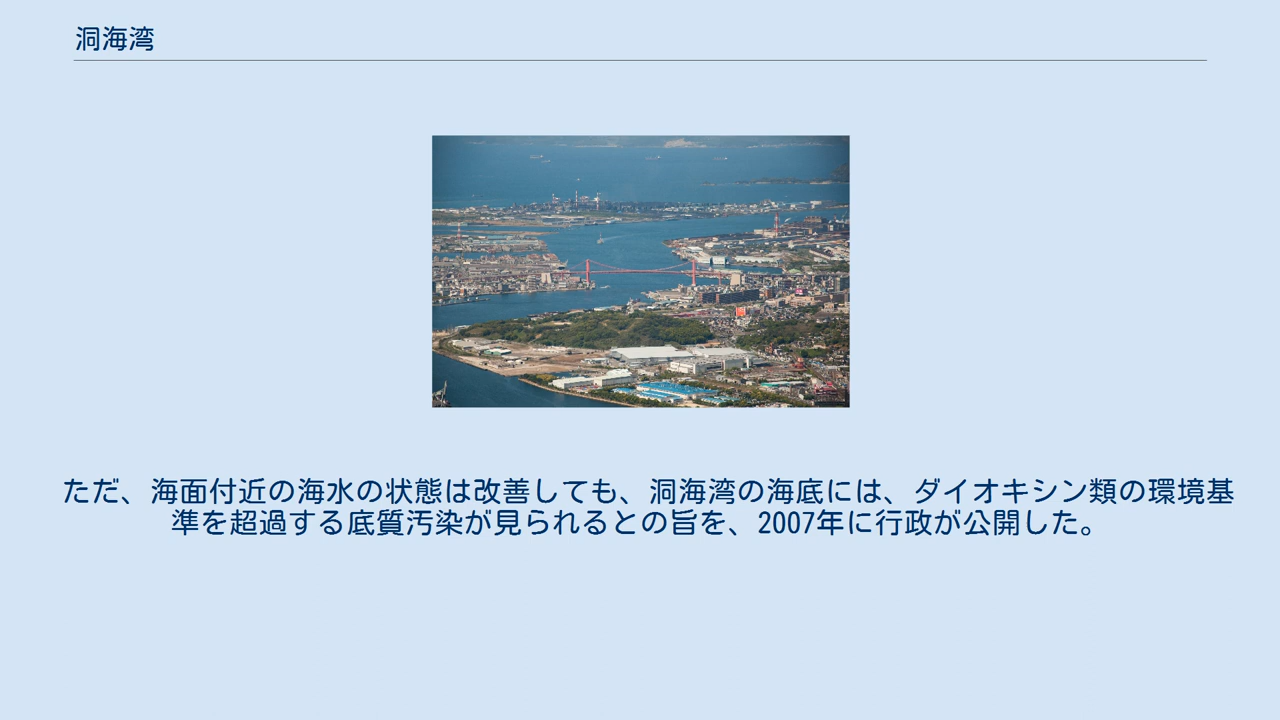 洞海湾
ただ、海面付近の海水の状態は改善しても、洞海湾の海底には、ダイオキシン類の環境基
準を超過する底質汚染が見られるとの旨を、2007年に行政が公開した。